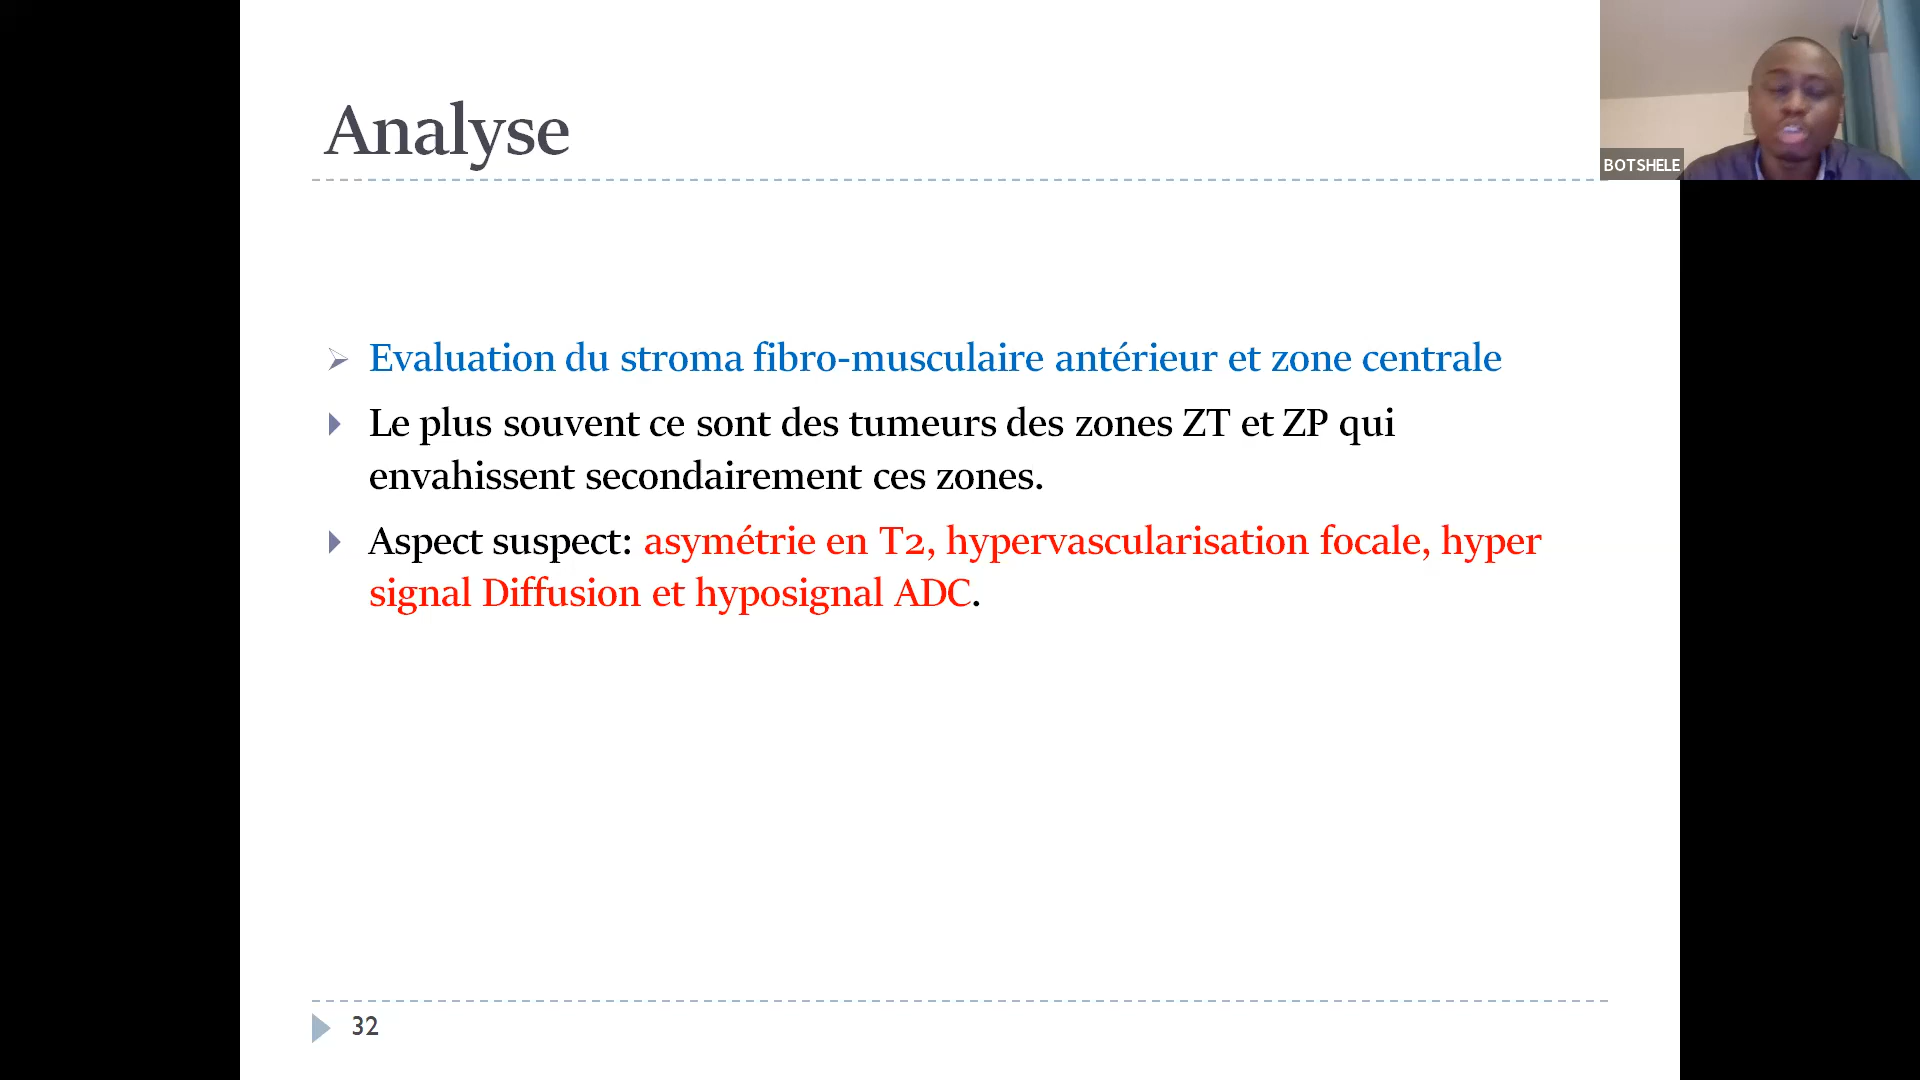 Analyse
BOTSHELE
Evaluation du stroma fibro-musculaire antérieur et zone centrale
Le plus souvent ce sont des tumeurs des zones ZT et ZP qui
envahissent secondairement ces zones.
Aspect suspect: asymétrie en T2, hypervascularisation focale, hyper
signal Diffusion et hyposignal ADC.
32